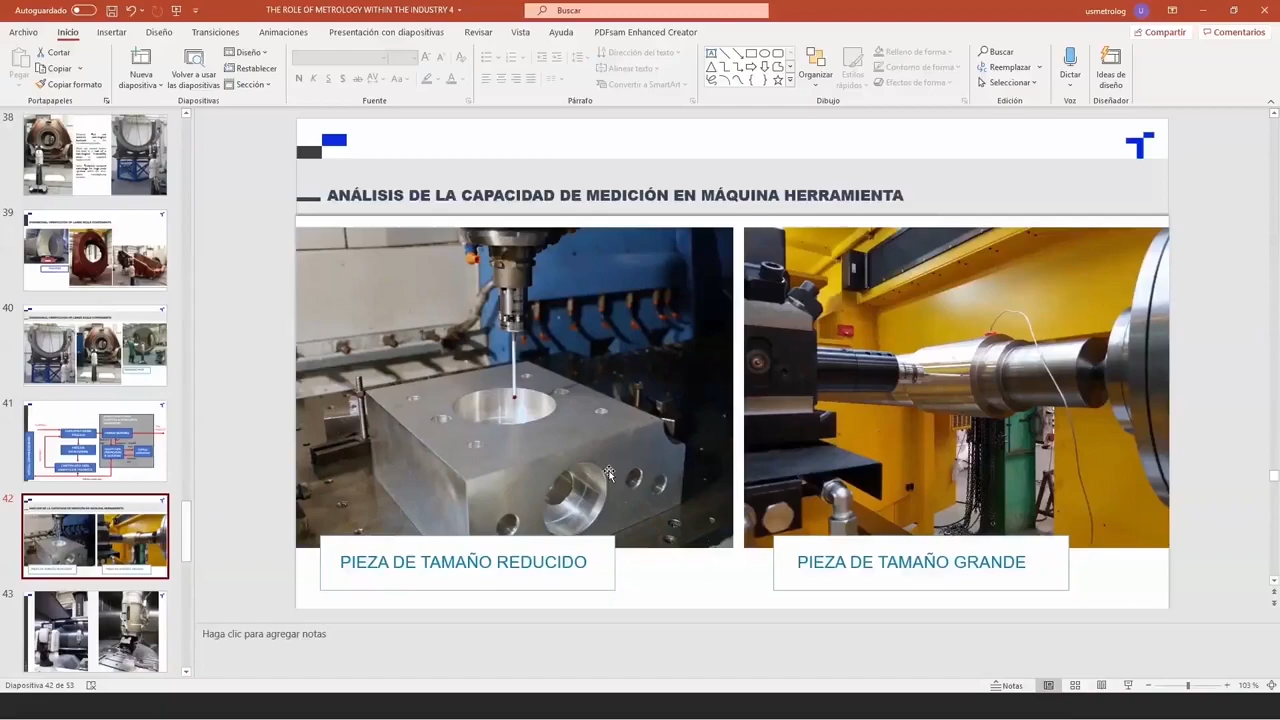 Autoguardado
THE ROLE OF METROLOGY WITHIN THE INDUSTRY 4
Buscar
usmetrolog
U
Archivo Inicio Insertar Diseño Transiciones Animaciones Presentación con diapositivas Revisar Vista Ayuda PDFsam Enhanced Creator
Compartir
Comentarios
Pegar
Cortar
Copiar
Copiar formato
Portapapeles
Nueva
diapositiva
Volver a usar
las diapositivas
Diseño
Restablecer
Sección
Diapositivas
N K S S ab AV Aa
Fuente
Dirección del texto
Alinear texto
Convertir a SmartArt
Párrafo
Organizar
Estilos
rápidos
Relleno de forma
Contorno de forma
Efectos de forma
Dibujo
Buscar
Reemplazar
Seleccionar
Edición
Dictar
Voz
Ideas de
diseño
Diseñador
38
39
40
41
42
43
ANÁLISIS DE LA CAPACIDAD DE MEDICIÓN EN MÁQUINA HERRAMIENTA
PIEZA DE TAMAÑO REDUCIDO
PIEZA DE TAMAÑO GRANDE
Haga clic para agregar notas
Diapositiva 42 de 53
Notas
103 %